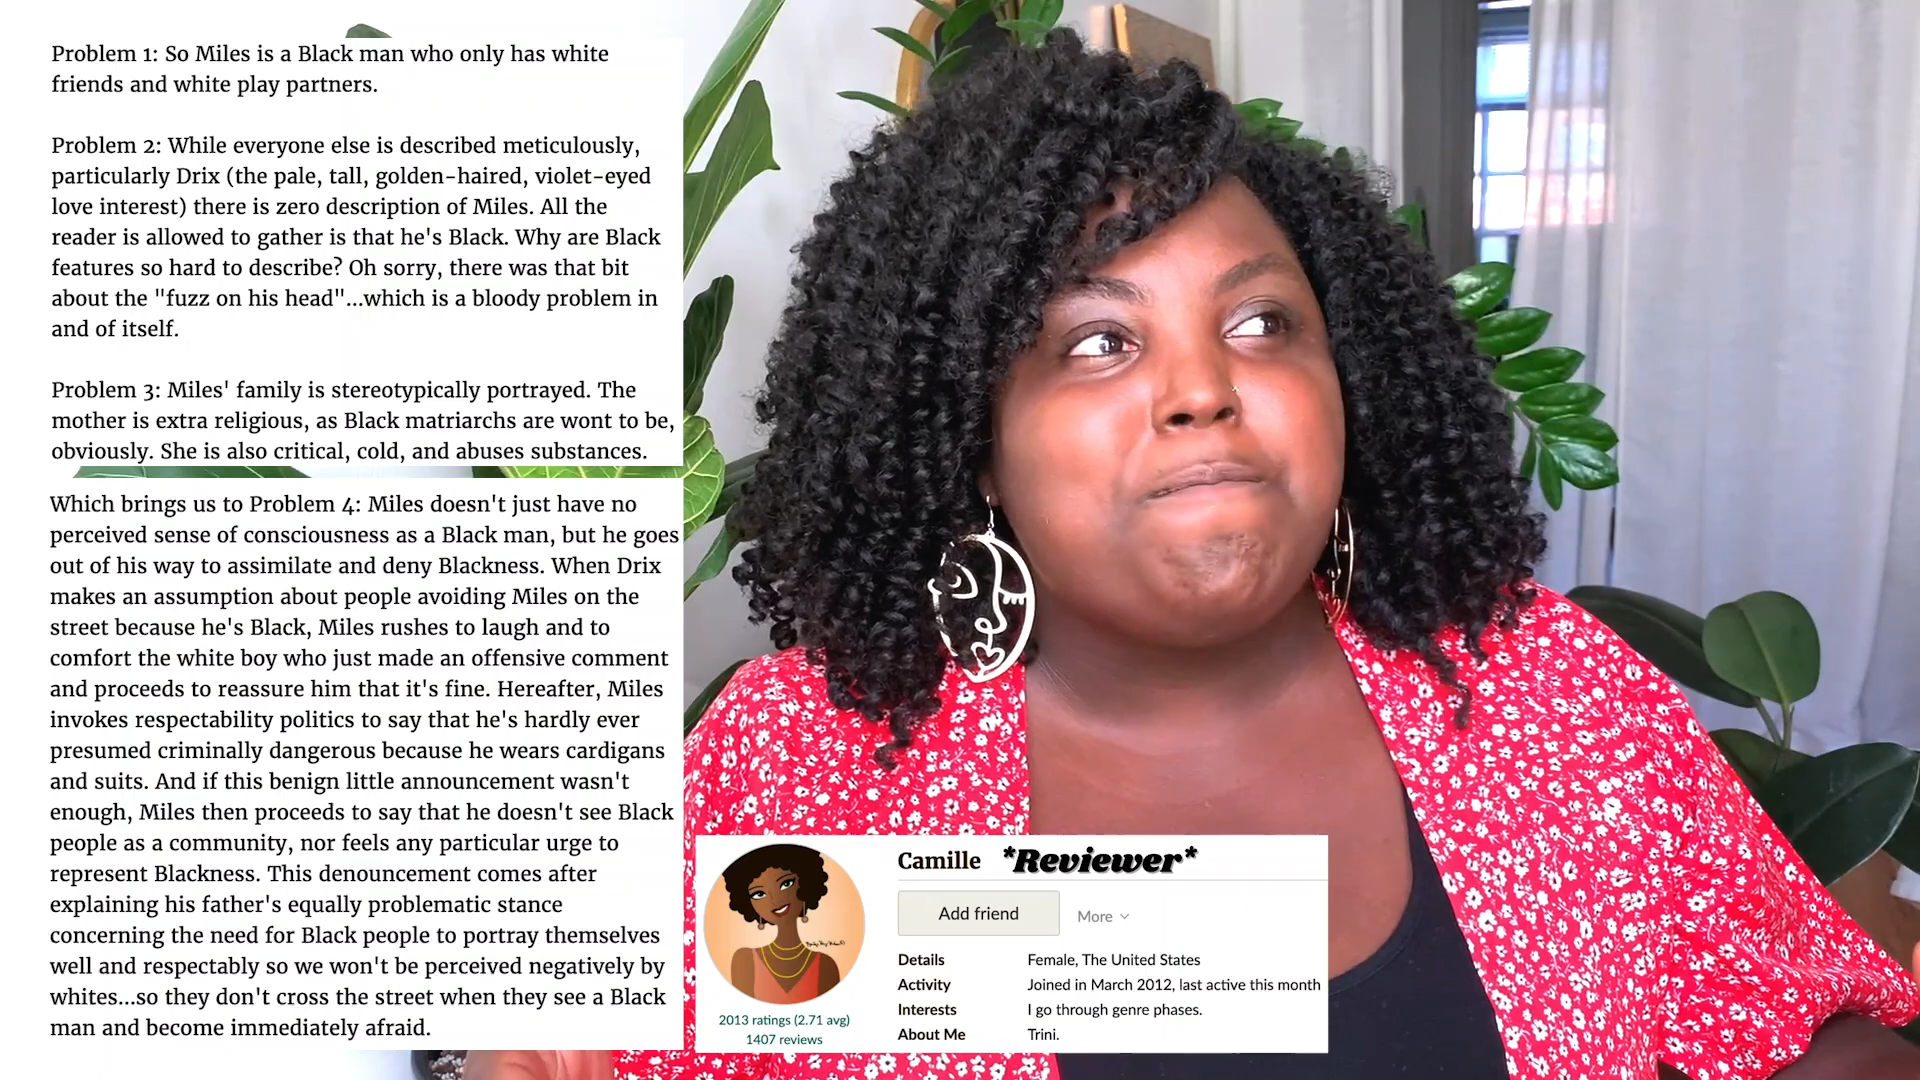 Problem 1: So Miles is a Black man who only has white
friends and white play partners.
Problem 2: While everyone else is described meticulously,
particularly Drix (the pale, tall, golden-haired, violet-eyed
love interest) there is zero description of Miles. All the
reader is allowed to gather is that he's Black. Why are Black
features so hard to describe? Oh sorry, there was that bit
about the "fuzz on his head"...which is a bloody problem in
and of itself.
Problem 3: Miles' family is stereotypically portrayed. The
mother is extra religious, as Black matriarchs are wont to be,
obviously. She is also critical, cold, and abuses substances.
Which brings us to Problem 4: Miles doesn't just have no
perceived sense of consciousness as a Black man, but he goes
out of his way to assimilate and deny Blackness. When Drix
makes an assumption about people avoiding Miles on the
street because he's Black, Miles rushes to laugh and to
comfort the white boy who just made an offensive comment
and proceeds to reassure him that it's fine. Hereafter, Miles
invokes respectability politics to say that he's hardly ever
presumed criminally dangerous because he wears cardigans
and suits. And if this benign little announcement wasn't
enough, Miles then proceeds to say that he doesn't see Black
people as a community, nor feels any particular urge to
represent Blackness. This denouncement comes after
explaining his father's equally problematic stance
concerning the need for Black people to portray themselves
well and respectably so we won't be perceived negatively by
whites...so they don't cross the street when they see a Black
man and become immediately afraid.
Camille *Reviewer*
Add friend More
Details Female, The United States
Activity Joined in March 2012, last active this month
Interests I go through genre phases.
About Me Trini.
2013 ratings (2.71 avg)
1407 reviews